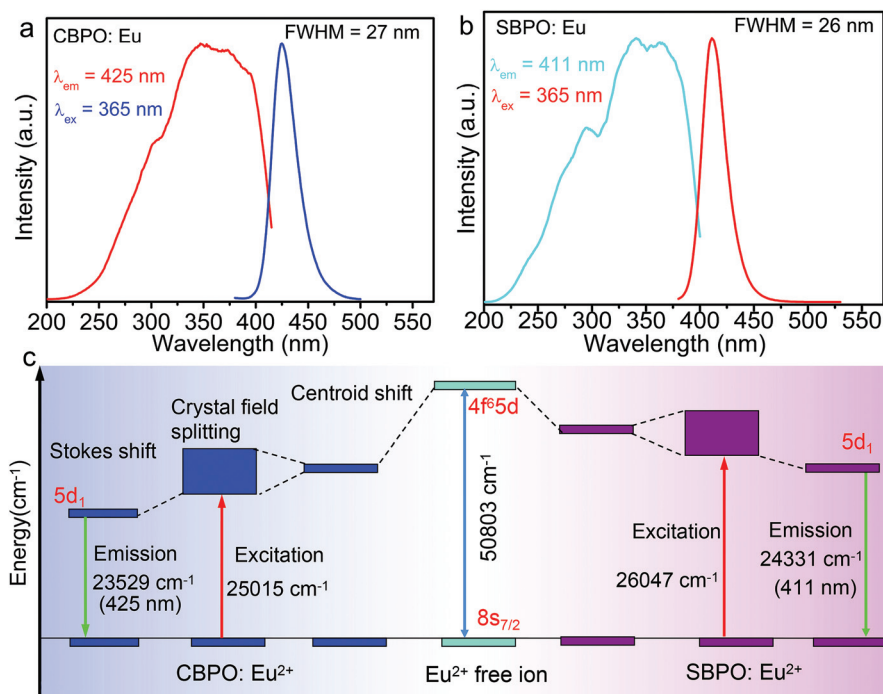 a
CBPO: Eu
FWHM = 27 nm
λem = 425 nm
λex = 365 nm
Intensity (a.u.)
200 250 300 350 400 450 500 550
Wavelength (nm)
b
SBPO: Eu
FWHM = 26 nm
λem = 411 nm
λex = 365 nm
Intensity (a.u.)
200 250 300 350 400 450 500 550
Wavelength (nm)
c
Energy(cm⁻¹)
Stokes shift
Crystal field
splitting
Centroid shift
4f⁶5d
5d₁
5d₁
Emission
23529 cm⁻¹
(425 nm)
Excitation
25015 cm⁻¹
50803 cm⁻¹
8s₇/₂
Excitation
26047 cm⁻¹
Emission
24331 cm⁻¹
(411 nm)
CBPO: Eu²⁺
Eu²⁺ free ion
SBPO: Eu²⁺